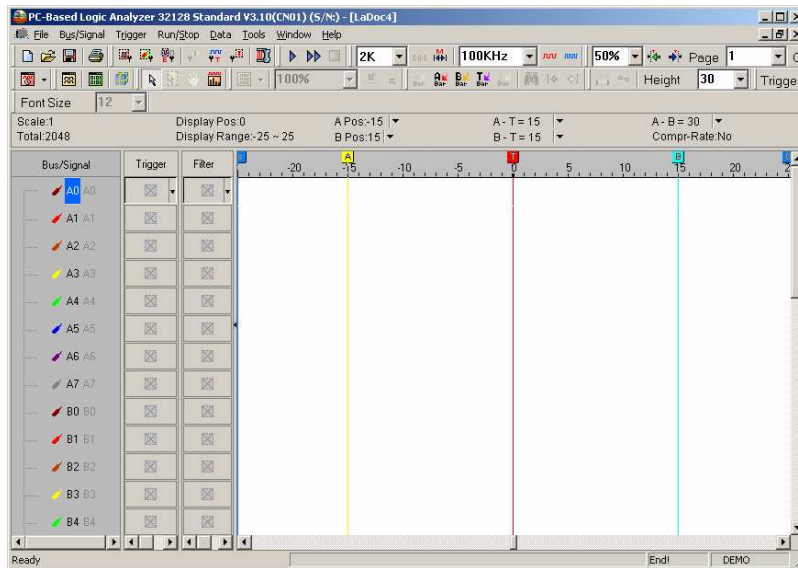 PC-Based Logic Analyzer 32128 Standard V3.10(CN01) (S/N:) - [LaDoc4]
File Bus/Signal Trigger Run/Stop Data Tools Window Help
2K 100KHz 50% Page 1
100% Height 30 Trigge
Font Size 12
Scale:1 Display Pos:0 A Pos:-15 A - T = 15 A - B = 30
Total:2048 Display Range:-25 ~ 25 B Pos:15 B - T = 15 Compr-Rate:No
Bus/Signal Trigger Filter A T B
-20 -15 -10 -5 0 5 10 15 20
A0 A0
A1 A1
A2 A2
A3 A3
A4 A4
A5 A5
A6 A6
A7 A7
B0 B0
B1 B1
B2 B2
B3 B3
B4 B4
Ready End! DEMO